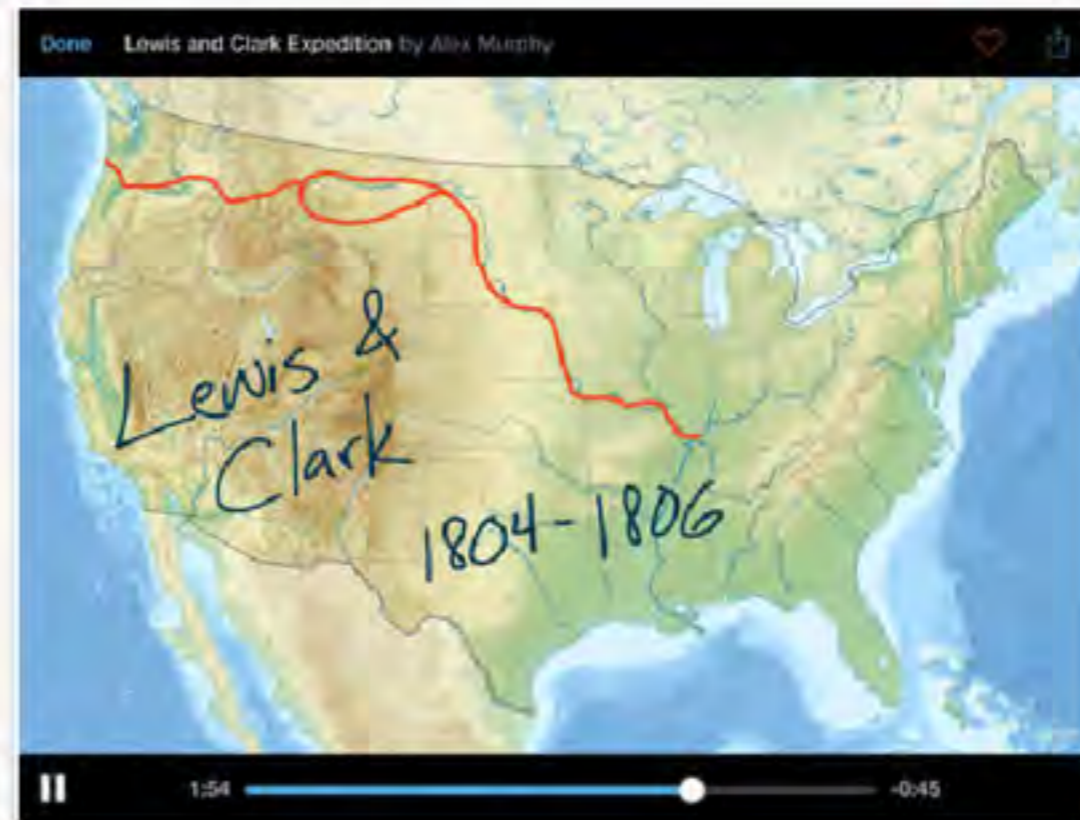 Done Lewis and Clark Expedition by Alex Murphy
Lewis &
Clark
1804-1806
1:54 -0:45